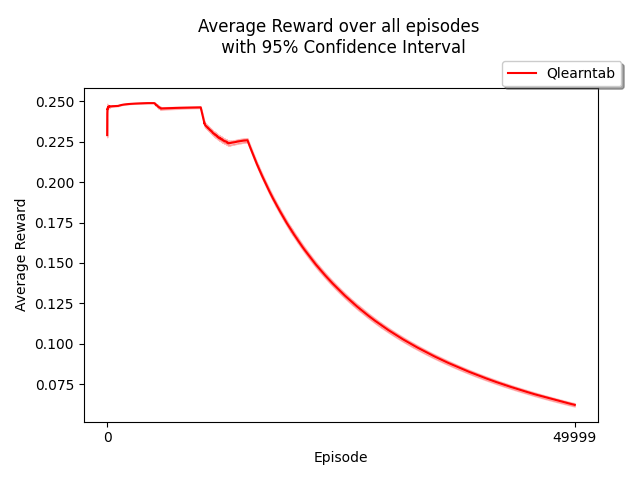 Average Reward over all episodes
with 95% Confidence Interval
Qlearntab
0.250
0.225
0.200
0.175
0.150
0.125
0.100
0.075
Average Reward
0 49999
Episode